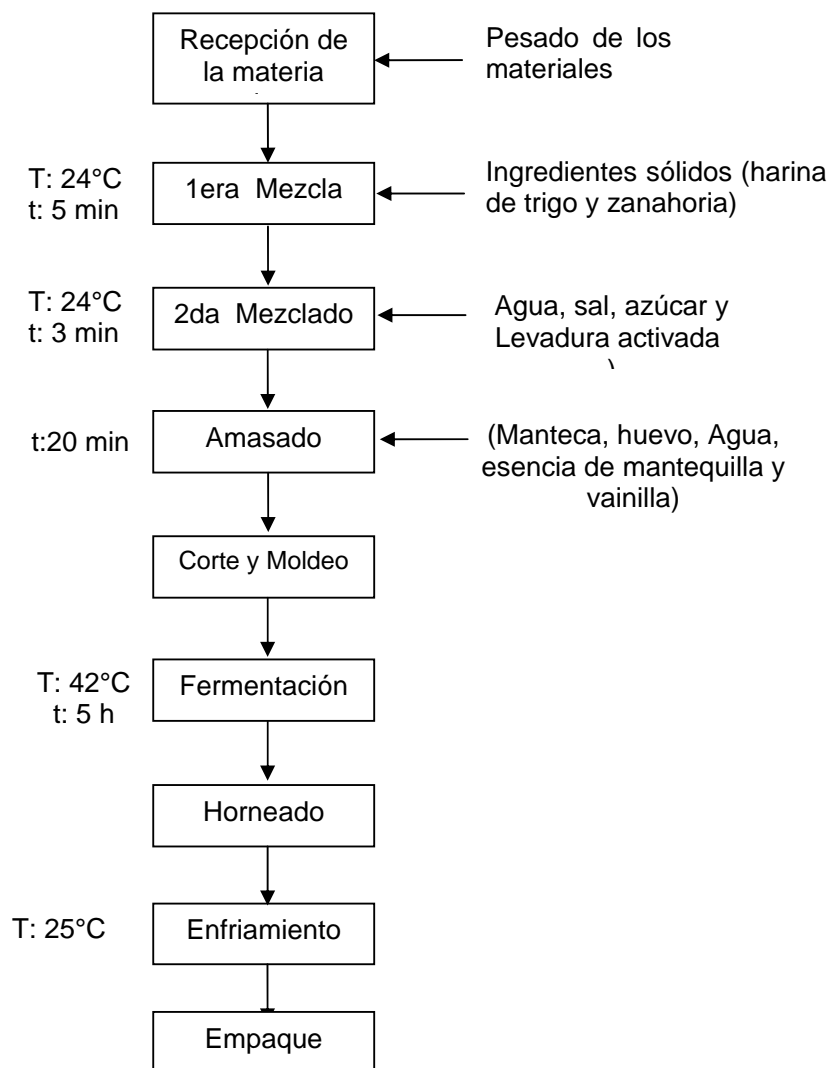 Recepción de
la materia
Pesado de los
materiales
T: 24°C
t: 5 min
1era Mezcla
Ingredientes sólidos (harina
de trigo y zanahoria)
T: 24°C
t: 3 min
2da Mezclado
Agua, sal, azúcar y
Levadura activada
)
t:20 min
Amasado
(Manteca, huevo, Agua,
esencia de mantequilla y
vainilla)
Corte y Moldeo
T: 42°C
t: 5 h
Fermentación
Horneado
T: 25°C
Enfriamiento
Empaque